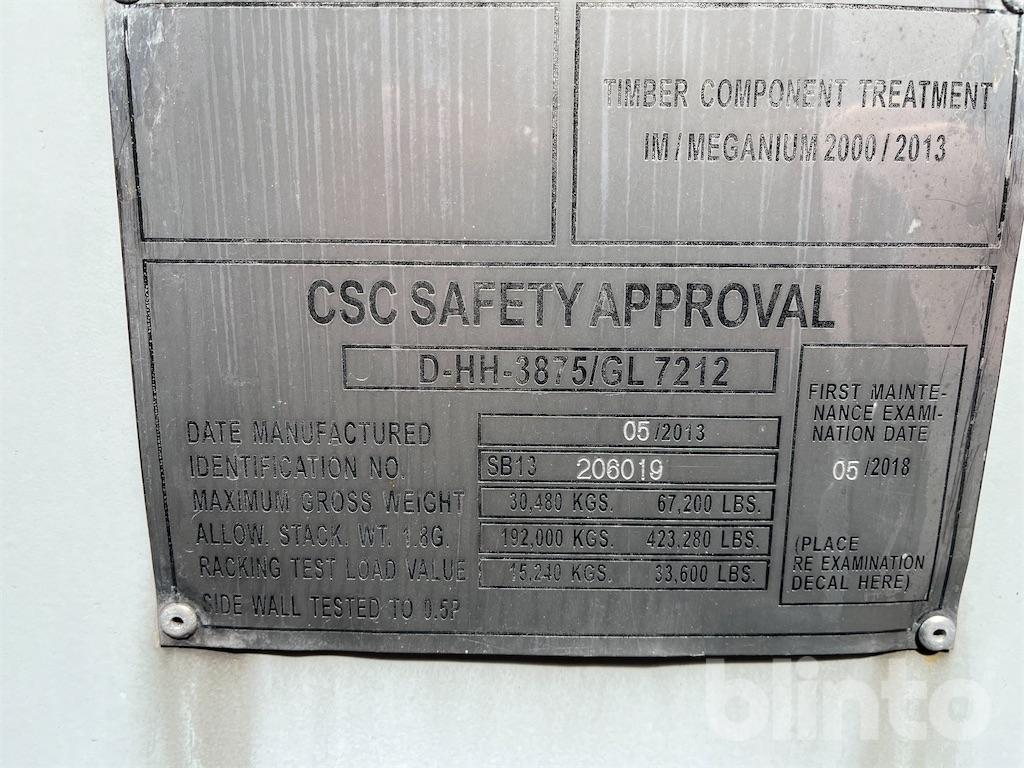 TIMBER COMPONENT TREATMENT
IM / MEGANIUM 2000 / 2013
CSC SAFETY APPROVAL
D-HH-3875/GL 7212
DATE MANUFACTURED 05 /2013
IDENTIFICATION NO. SB13 206019
MAXIMUM GROSS WEIGHT 30,480 KGS. 67,200 LBS.
ALLOW. STACK. WT. 1.8G. 192,000 KGS. 423,280 LBS.
RACKING TEST LOAD VALUE 15,240 KGS. 33,600 LBS.
SIDE WALL TESTED TO 0.5P
FIRST MAINTE-
NANCE EXAMI-
NATION DATE
05 /2018
(PLACE
RE EXAMINATION
DECAL HERE)
blinto